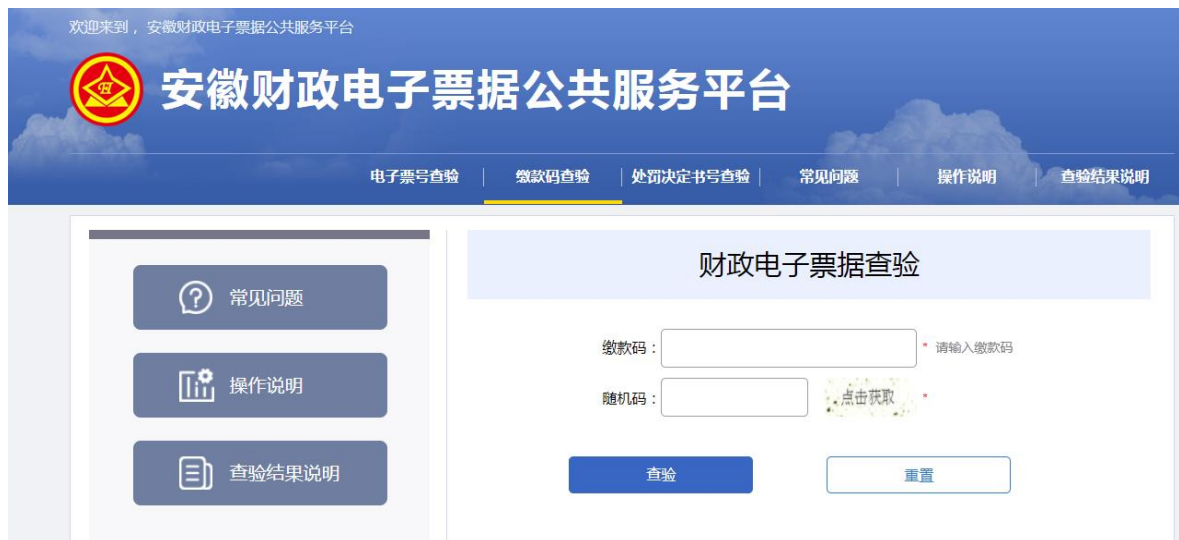 欢迎来到，安徽财政电子票据公共服务平台
安徽财政电子票据公共服务平台
电子票号查验 缴款码查验 处罚决定书号查验 常见问题 操作说明 查验结果说明
常见问题
操作说明
查验结果说明
财政电子票据查验
缴款码： * 请输入缴款码
随机码： 点击获取 *
查验 重置